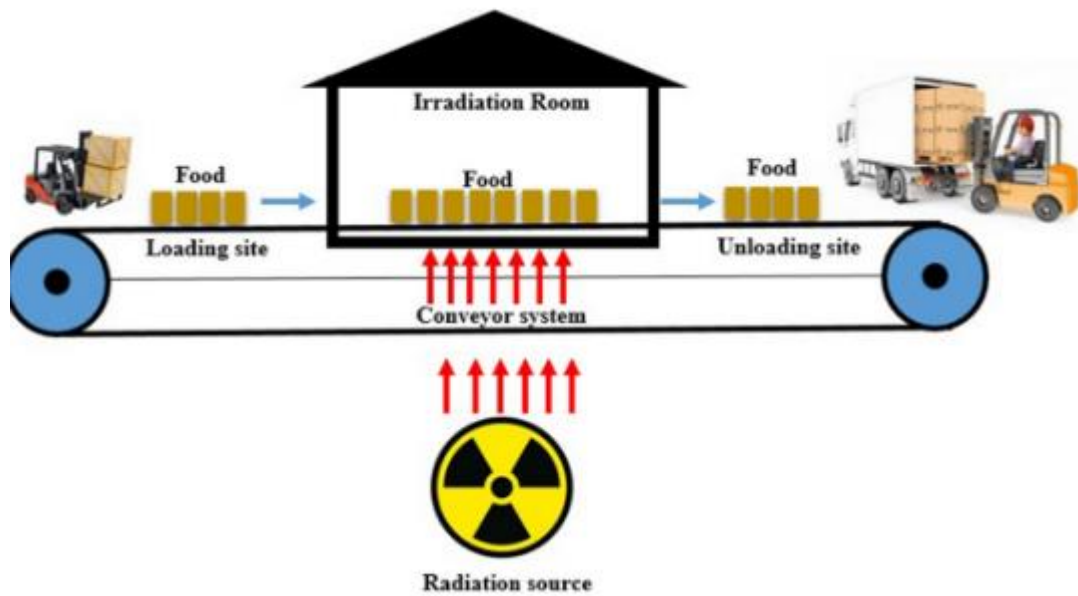 Irradiation Room
Food
Food
Food
Loading site
Unloading site
Conveyor system
Radiation source